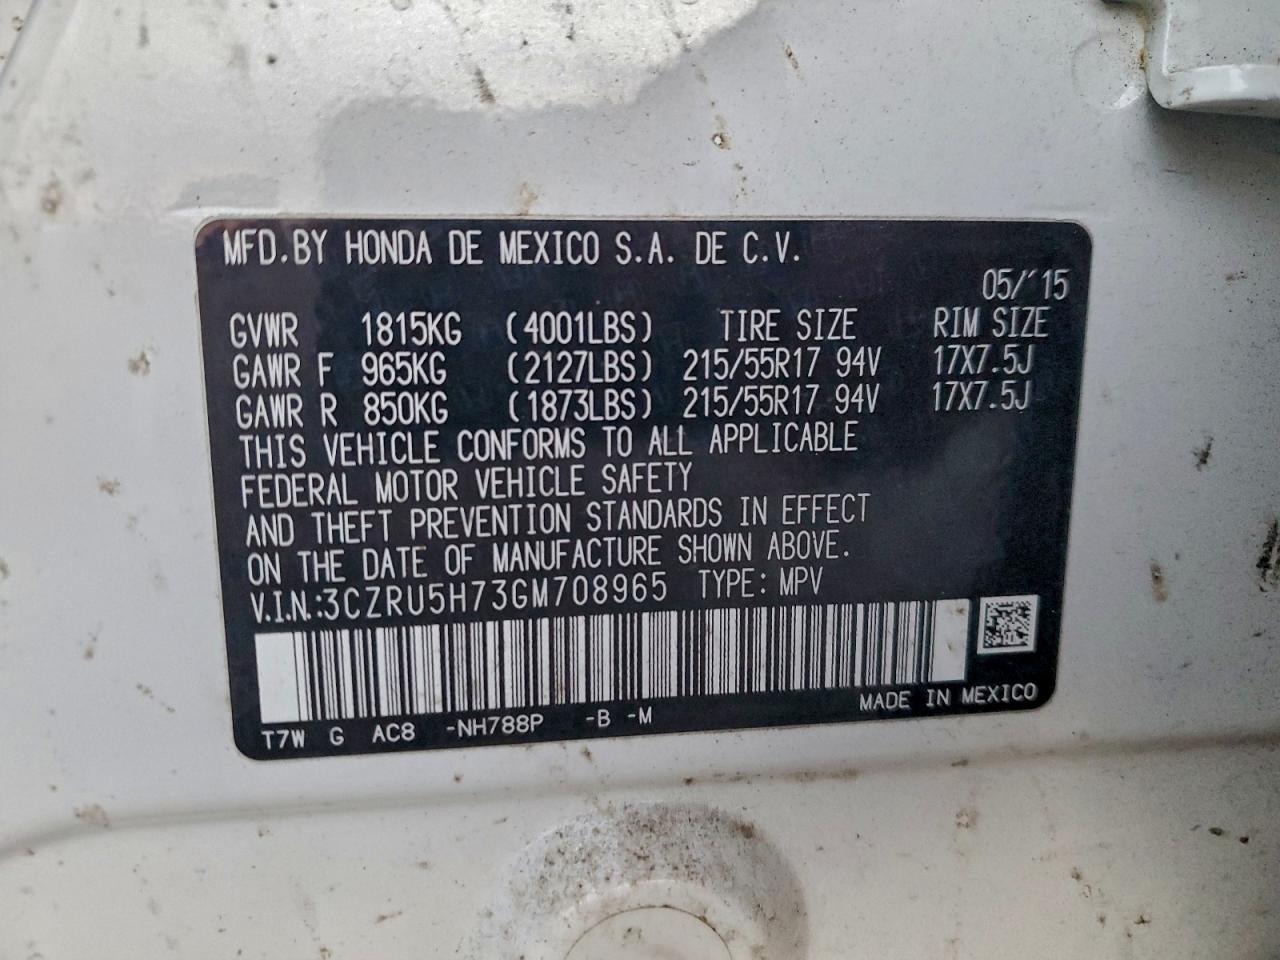 MFD.BY HONDA DE MEXICO S.A. DE C.V.
05/'15
GVWR 1815KG (4001LBS) TIRE SIZE RIM SIZE
GAWR F 965KG (2127LBS) 215/55R17 94V 17X7.5J
GAWR R 850KG (1873LBS) 215/55R17 94V 17X7.5J
THIS VEHICLE CONFORMS TO ALL APPLICABLE
FEDERAL MOTOR VEHICLE SAFETY
AND THEFT PREVENTION STANDARDS IN EFFECT
ON THE DATE OF MANUFACTURE SHOWN ABOVE.
V.I.N.:3CZRU5H73GM708965 TYPE: MPV
MADE IN MEXICO
T7W G AC8 -NH788P -B -M